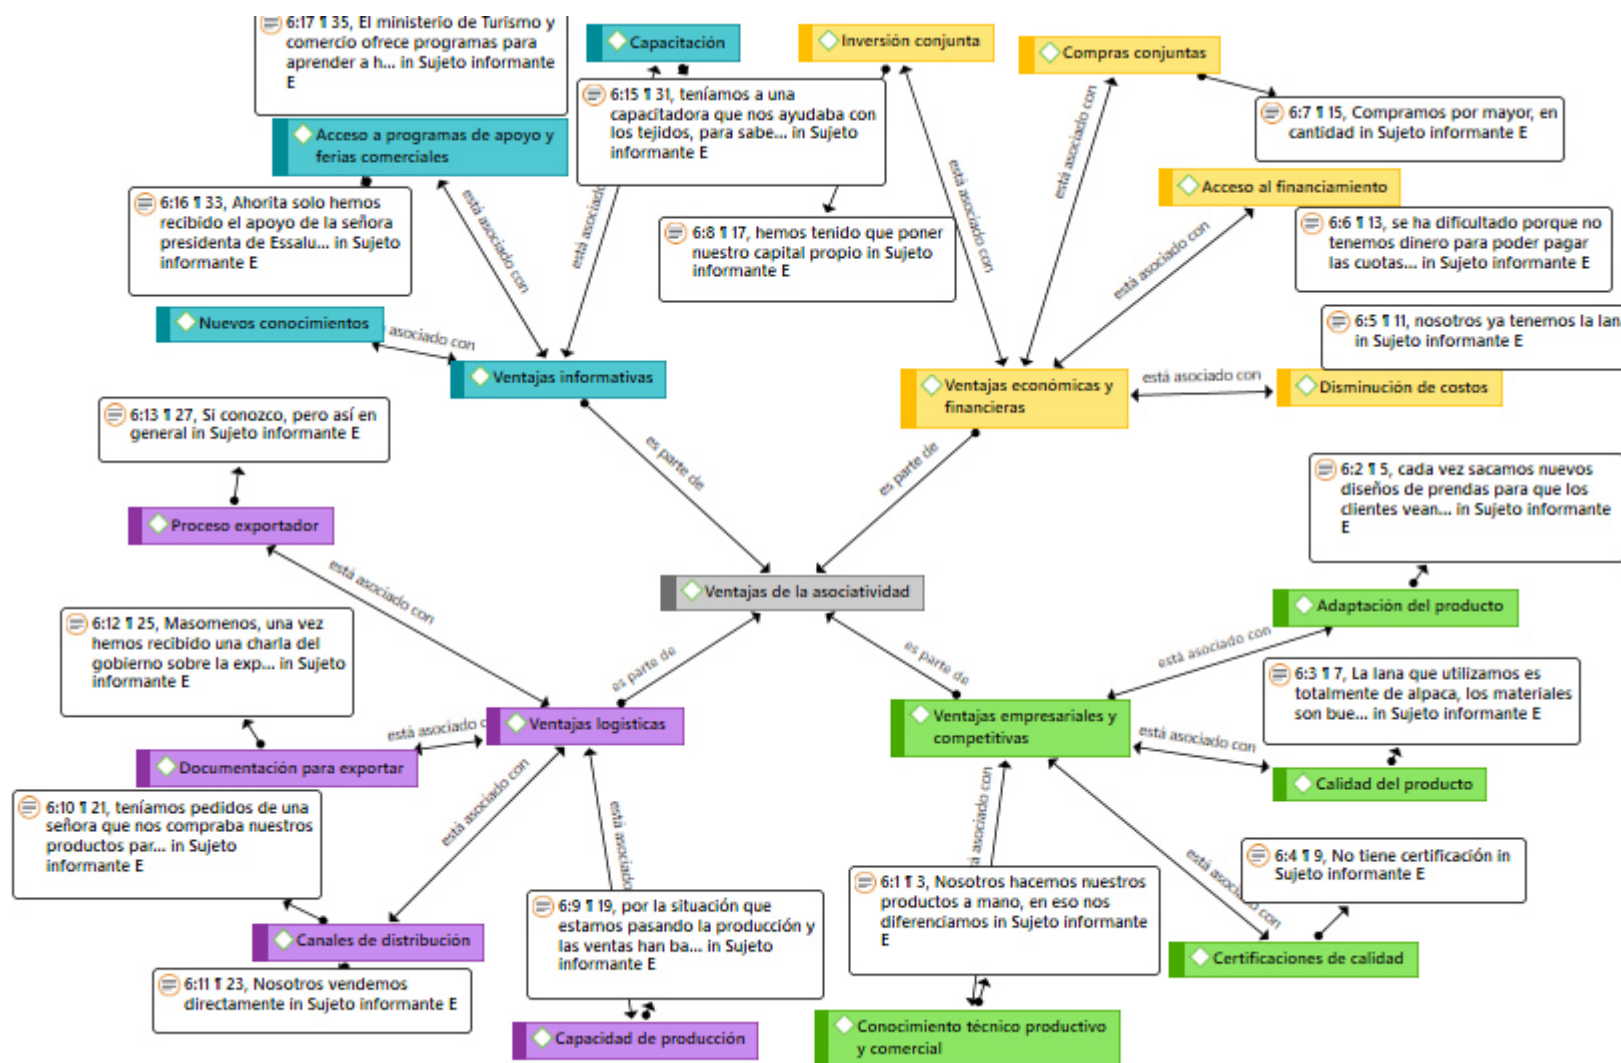 6:17 ¶ 35, El ministerio de Turismo y
comercio ofrece programas para
aprender a h... in Sujeto informante
E
Capacitación
Inversión conjunta
Compras conjuntas
6:15 ¶ 31, teníamos a una
capacitadora que nos ayudaba con
los tejidos, para sabe... in Sujeto
informante E
6:7 ¶ 15, Compramos por mayor, en
cantidad in Sujeto informante E
Acceso a programas de apoyo y
ferias comerciales
está asociado con
está asociado
está asociado con
está asociado con
Acceso al financiamiento
6:16 ¶ 33, Ahorita solo hemos
recibido el apoyo de la señora
presidenta de Essalu... in Sujeto
informante E
6:8 ¶ 17, hemos tenido que poner
nuestro capital propio in Sujeto
informante E
6:6 ¶ 13, se ha dificultado porque no
tenemos dinero para poder pagar
las cuotas... in Sujeto informante E
está asociado con
Nuevos conocimientos
asociado con
6:5 ¶ 11, nosotros ya tenemos la lana
in Sujeto informante E
Ventajas informativas
Ventajas económicas y
financieras
está asociado con
Disminución de costos
6:13 ¶ 27, Si conozco, pero así en
general in Sujeto informante E
es parte de
es parte de
6:2 ¶ 5, cada vez sacamos nuevos
diseños de prendas para que los
clientes vean... in Sujeto informante
E
Proceso exportador
está asociado con
Ventajas de la asociatividad
Adaptación del producto
6:12 ¶ 25, Masomenos, una vez
hemos recibido una charla del
gobierno sobre la exp... in Sujeto
informante E
es parte de
es parte de
está asociado con
6:3 ¶ 7, La lana que utilizamos es
totalmente de alpaca, los materiales
son bue... in Sujeto informante E
Ventajas logísticas
Ventajas empresariales y
competitivas
está asociado c
está asociado con
Documentación para exportar
Calidad del producto
6:10 ¶ 21, teníamos pedidos de una
señora que nos compraba nuestros
productos par... in Sujeto
informante E
está asociado con
está asociado
asociado con
está asociado con
6:4 ¶ 9, No tiene certificación in
Sujeto informante E
6:9 ¶ 19, por la situación que
estamos pasando la producción y
las ventas han ba... in Sujeto
informante E
6:1 ¶ 3, Nosotros hacemos nuestros
productos a mano, en eso nos
diferenciamos in Sujeto informante
E
Canales de distribución
Certificaciones de calidad
6:11 ¶ 23, Nosotros vendemos
directamente in Sujeto informante E
Capacidad de producción
Conocimiento técnico productivo
y comercial